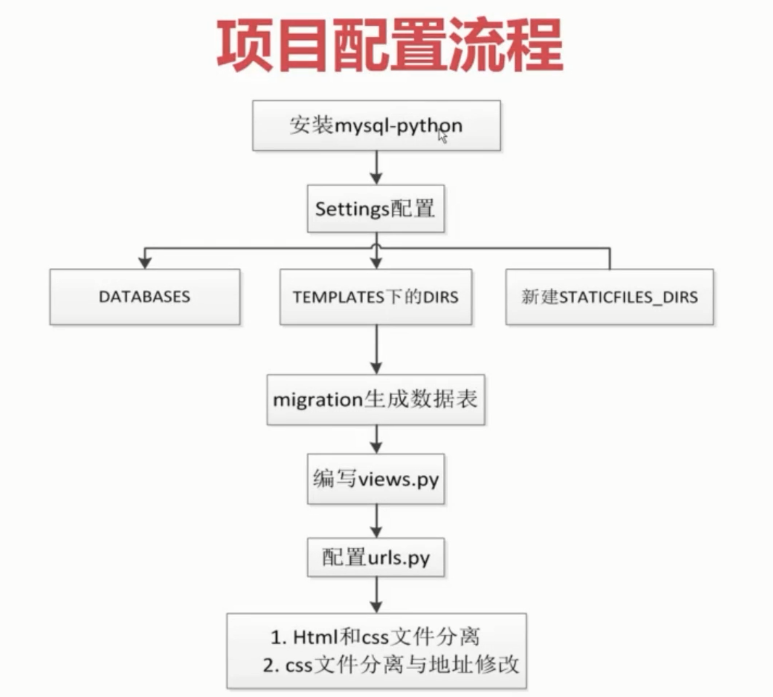 项目配置流程
安装mysql-python
Settings配置
DATABASES
TEMPLATES下的DIRS
新建STATICFILES_DIRS
migration生成数据表
编写views.py
配置urls.py
1. Html和css文件分离
2. css文件分离与地址修改